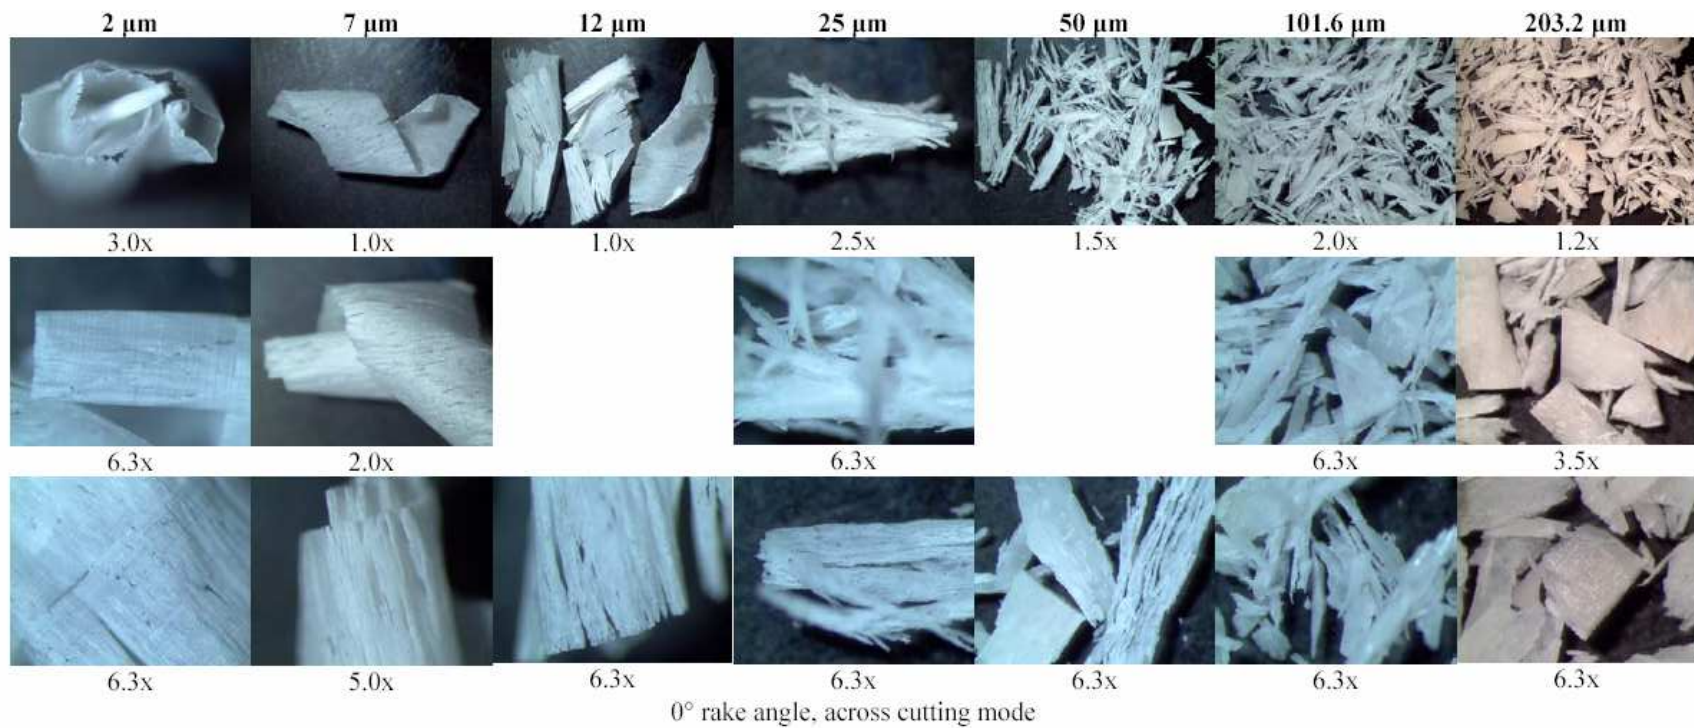 2 μm 7 μm 12 μm 25 μm 50 μm 101.6 μm 203.2 μm
3.0x 1.0x 1.0x 2.5x 1.5x 2.0x 1.2x
6.3x 2.0x 6.3x 6.3x 3.5x
6.3x 5.0x 6.3x 6.3x 6.3x 6.3x 6.3x
0° rake angle, across cutting mode